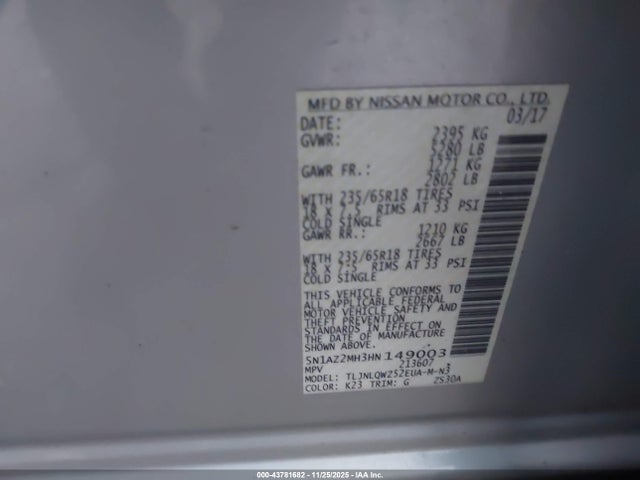 MFD BY NISSAN MOTOR CO., LTD.
DATE: 03/17
GVWR: 2395 KG
5280 LB
GAWR FR.: 1271 KG
2802 LB
WITH 235/65R18 TIRES
18 X 7.5 RIMS AT 33 PSI
COLD SINGLE
GAWR RR.: 1210 KG
2667 LB
WITH 235/65R18 TIRES
18 X 7.5 RIMS AT 33 PSI
COLD SINGLE
THIS VEHICLE CONFORMS TO
ALL APPLICABLE FEDERAL
MOTOR VEHICLE SAFETY AND
THEFT PREVENTION
STANDARDS IN EFFECT ON
THE DATE OF MANUFACTURE
SHOWN ABOVE.
5N1AZ2MH3HN 149003
MPV 213607
MODEL: TLJNLQWZ52EUA-M-N3
COLOR: K23 TRIM: G ZS30A
000-43781682 - 11/25/2025 - IAA Inc.